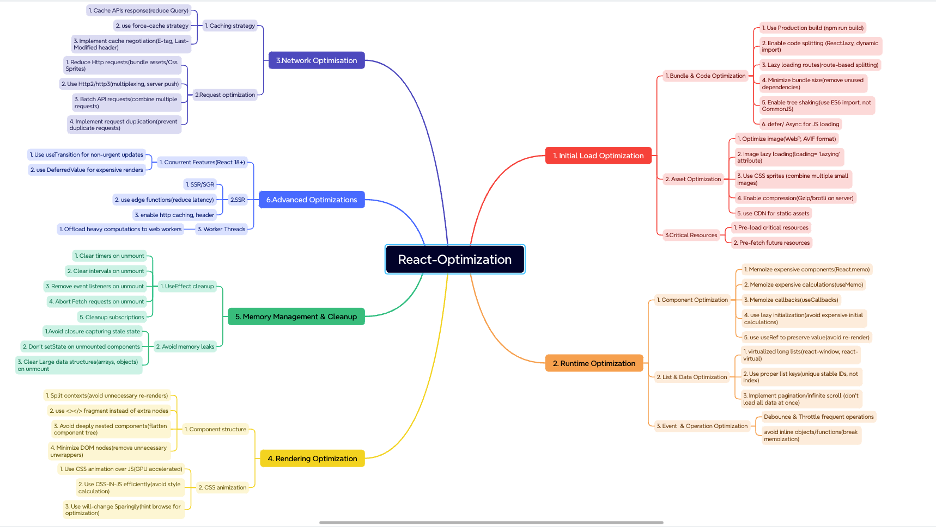 React-Optimization
1. Initial Load Optimization
1.Bundle & Code Optimization
1. Use Production build (npm run build)
2. Enable code splitting (React.lazy, dynamic
import)
3. Lazy loading routes(route-based splitting)
4. Minimize bundle size(remove unused
dependencies)
5. Enable tree shaking(use ES6 import, not
CommonJS)
6. defer/ Async for JS loading
2. Asset Optimization
1. Optimize image(WebP, AVIF format)
2. Image lazy loading(loading='lazying'
attribute)
3. Use CSS sprites (combine multiple small
images)
4. Enable compression(Gzip/brotli on server)
5. use CDN for static assets
3.Critical Resources
1. Pre-load critical resources
2. Pre-fetch future resources
2. Runtime Optimization
1. Component Optimization
1. Memoize expensive components(React.memo)
2. Memoize expensive calculations(useMemo)
3. Memoize callbacks(useCallbacks)
4. use lazy initialization(avoid expensive initial
calculations)
5. use useRef to preserve value(avoid re-render)
2. List & Data Optimization
1. virtualized long lists(react-window, react-
virtual)
2. Use proper list keys(unique stable IDs, not
index)
3. Implement pagination/infinite scroll (don't
load all data at once)
3. Event & Operation Optimization
Debounce & Throttle frequent operations
avoid inline objects/functions(break
memoization)
3.Network Optimisation
1. Caching strategy
1. Cache APIs response(reduce Query)
2. use force-cache strategy
3. Implement cache negotiation(E-tag, Last-
Modified header)
2.Request optimization
1. Reduce Http requests(bundle assets/Css
Sprites)
2. Use Http2/http3(multiplexing, server push)
3. Batch API requests(combine multiple
requests)
4. Implement request duplication(prevent
duplicate requests)
6.Advanced Optimizations
1. Conurrent Features(React 18+)
1. Use useTransition for non-urgent updates
2. use DeferredValue for expensive renders
2.SSR
1. SSR/SGR
2. use edge functions(reduce latency)
3. enable http caching, header
3. Worker Threads
1. Offload heavy computations to web workers
5. Memory Management & Cleanup
1.UseEffect cleanup
1. Clear timers on unmount
2. Clear intervals on unmount
3. Remove event listeners on unmount
4. Abort Fetch requests on unmount
5. Cleanup subscriptions
2. Avoid memory leaks
1.Avoid closure capturing stale state
2. Don't setState on unmounted components
3. Clear Large data structures(arrays, objects)
on unmount
4. Rendering Optimization
1. Component structure
1. Split contexts(avoid unnecessary re-renders)
2. use <></> fragment instead of extra nodes
3. Avoid deeply nested components(flatten
component tree)
4. Minimize DOM nodes(remove unnecessary
unwrappers)
2. CSS animization
1. Use CSS animation over JS(GPU accelerated)
2. Use CSS-IN-JS efficiently(avoid style
calculation)
3. Use will-change Sparingly(hint browse for
optimization)